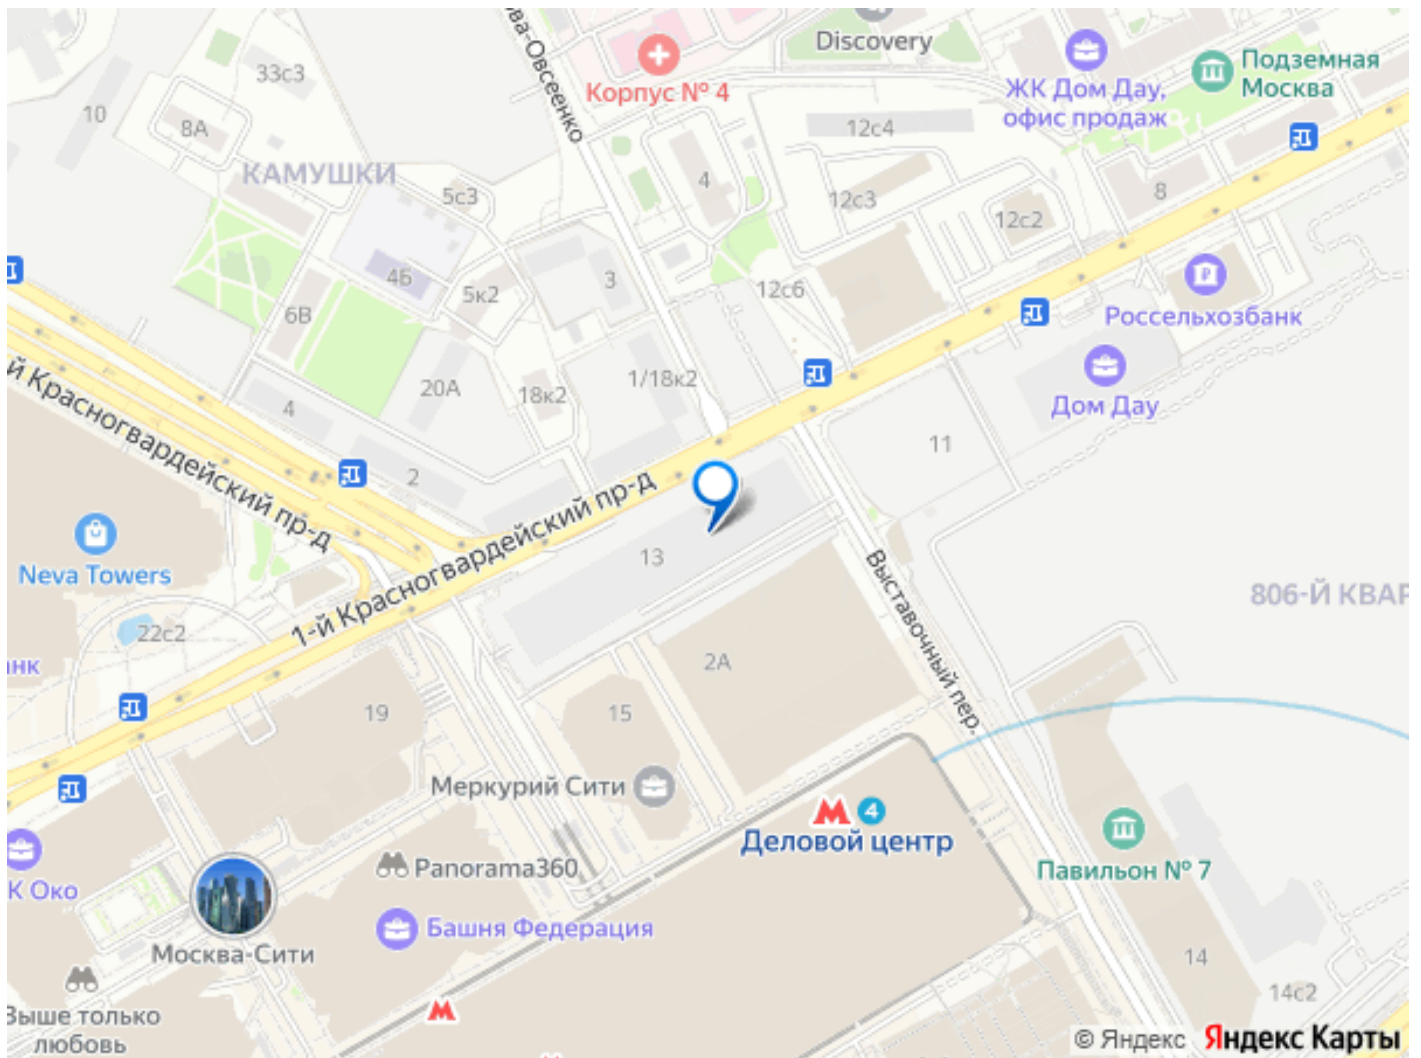 ва-Овсеенко
Discovery
Корпус № 4
ЖК Дом Дау,
офис продаж
Подземная
Москва
33с3
10
8А
КАМУШКИ
5с3
4
12с4
12с3
12с2
8
4Б
5к2
3
12с6
6В
Россельхозбанк
20А
18к2
1/18к2
4
Дом Дау
11
2
й Красногвардейский пр-д
1-й Красногвардейский пр-д
13
Neva Towers
22с2
Выставочный пер.
806-Й КВАР
2А
нк
19
15
Меркурий Сити
4
Деловой центр
Павильон № 7
К Око
Panorama360
Башня Федерация
Москва-Сити
14
14с2
Выше только
любовь
© Яндекс Яндекс Карты